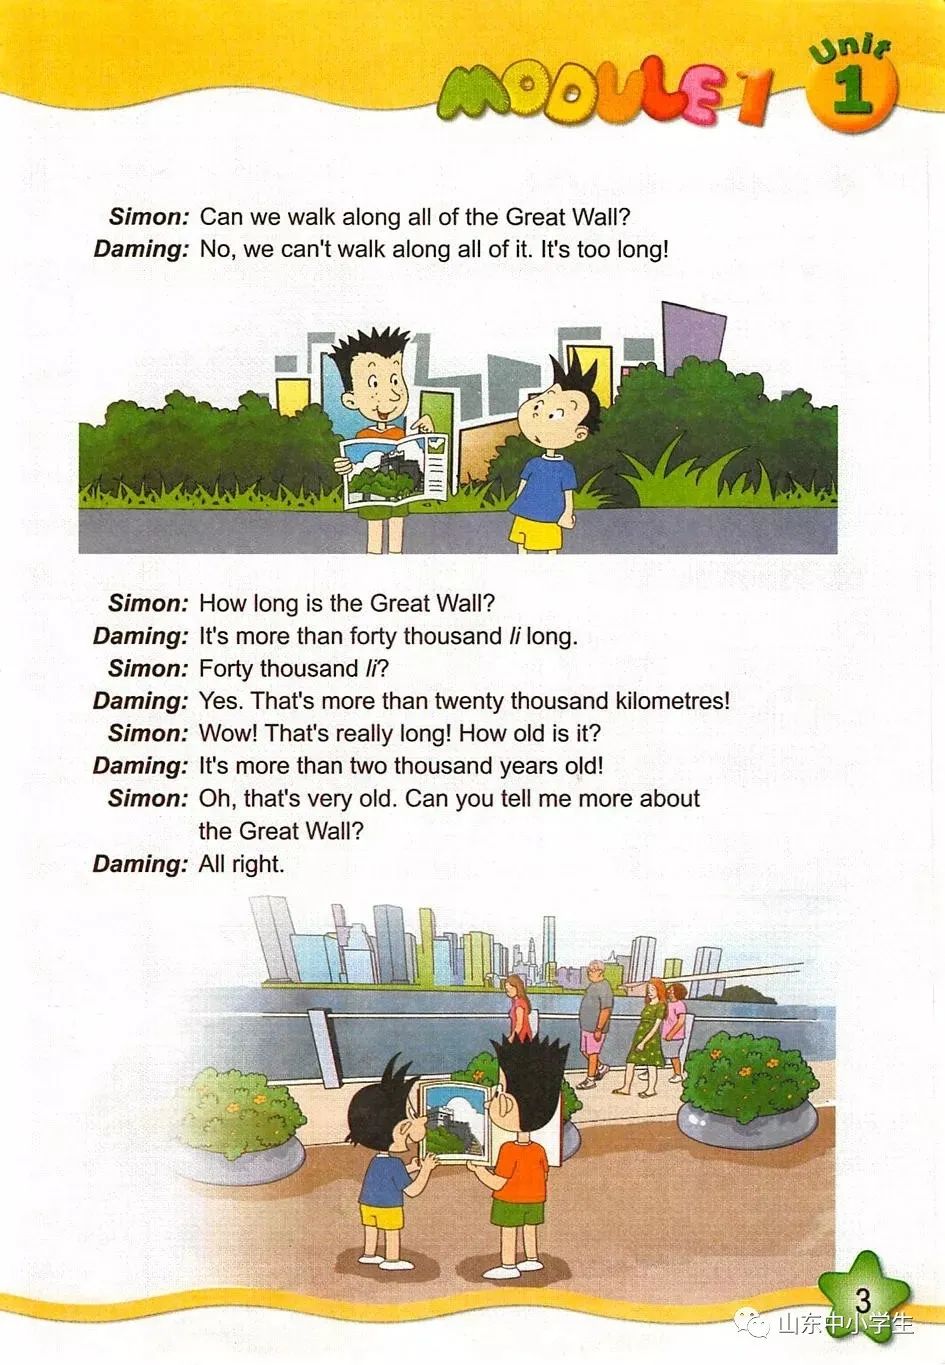 MODULE 1
Unit
1
Simon: Can we walk along all of the Great Wall?
Daming: No, we can't walk along all of it. It's too long!
Simon: How long is the Great Wall?
Daming: It's more than forty thousand li long.
Simon: Forty thousand li?
Daming: Yes. That's more than twenty thousand kilometres!
Simon: Wow! That's really long! How old is it?
Daming: It's more than two thousand years old!
Simon: Oh, that's very old. Can you tell me more about
the Great Wall?
Daming: All right.
3
山东中小学生